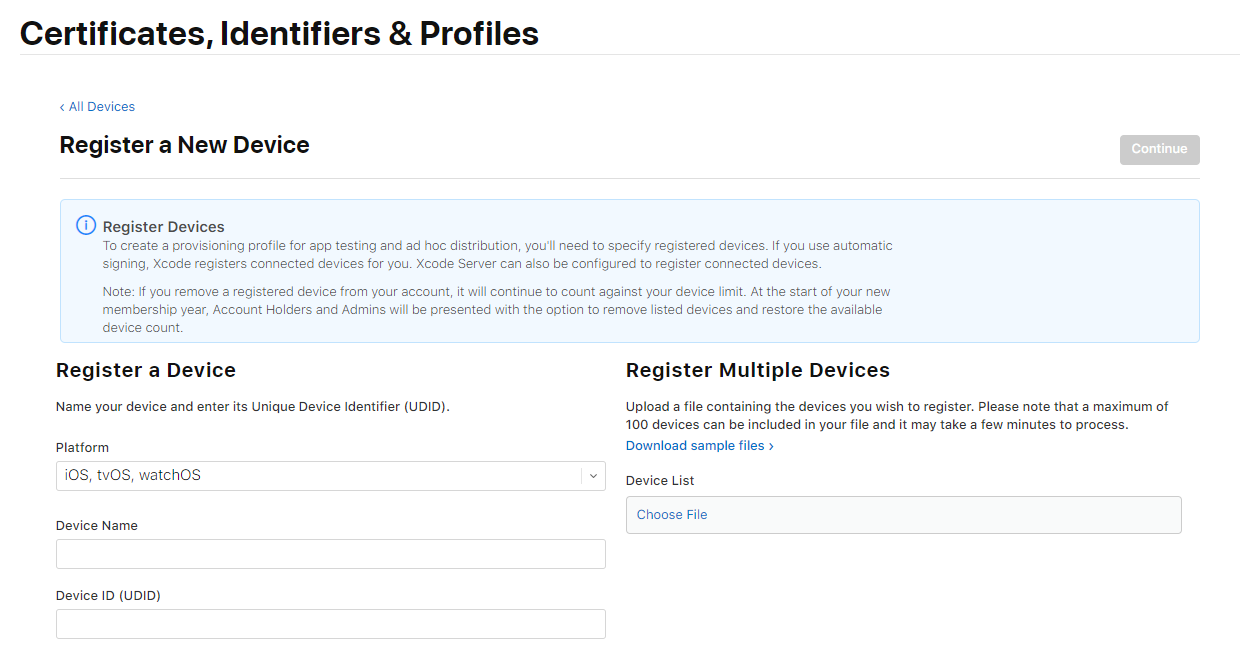 Certificates, Identifiers & Profiles
‹ All Devices
Register a New Device
Continue
Register Devices
To create a provisioning profile for app testing and ad hoc distribution, you'll need to specify registered devices. If you use automatic
signing, Xcode registers connected devices for you. Xcode Server can also be configured to register connected devices.
Note: If you remove a registered device from your account, it will continue to count against your device limit. At the start of your new
membership year, Account Holders and Admins will be presented with the option to remove listed devices and restore the available
device count.
Register a Device
Name your device and enter its Unique Device Identifier (UDID).
Platform
iOS, tvOS, watchOS
Device Name
Device ID (UDID)
Register Multiple Devices
Upload a file containing the devices you wish to register. Please note that a maximum of
100 devices can be included in your file and it may take a few minutes to process.
Download sample files ›
Device List
Choose File